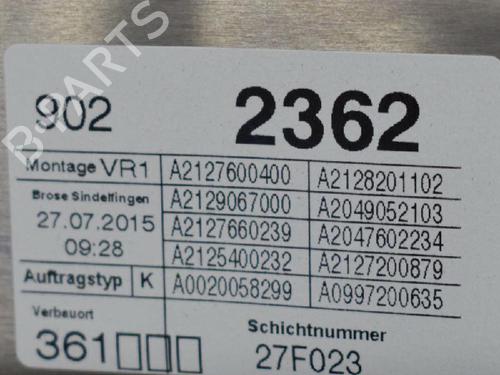 902 2362
Montage VR1 A2127600400 A2128201102
Brose Sindelfingen A2129067000 A2049052103
27.07.2015 A2127660239 A2047602234
09:28 A2125400232 A2127200879
Auftragstyp K A0020058299 A0997200635
Verbauort Schichtnummer
361□□□ 27F023
B-PARTS